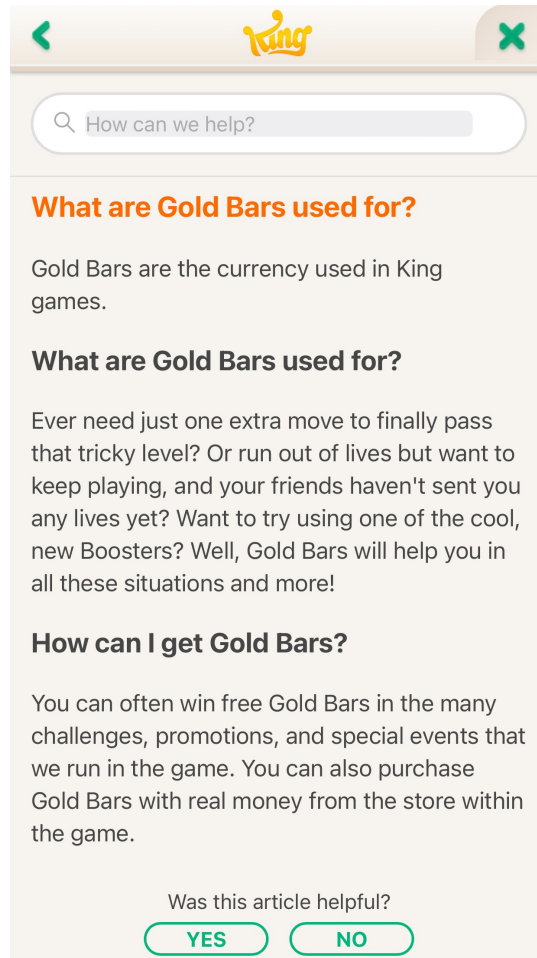 King
How can we help?
What are Gold Bars used for?
Gold Bars are the currency used in King
games.
What are Gold Bars used for?
Ever need just one extra move to finally pass
that tricky level? Or run out of lives but want to
keep playing, and your friends haven't sent you
any lives yet? Want to try using one of the cool,
new Boosters? Well, Gold Bars will help you in
all these situations and more!
How can I get Gold Bars?
You can often win free Gold Bars in the many
challenges, promotions, and special events that
we run in the game. You can also purchase
Gold Bars with real money from the store within
the game.
Was this article helpful?
YES NO